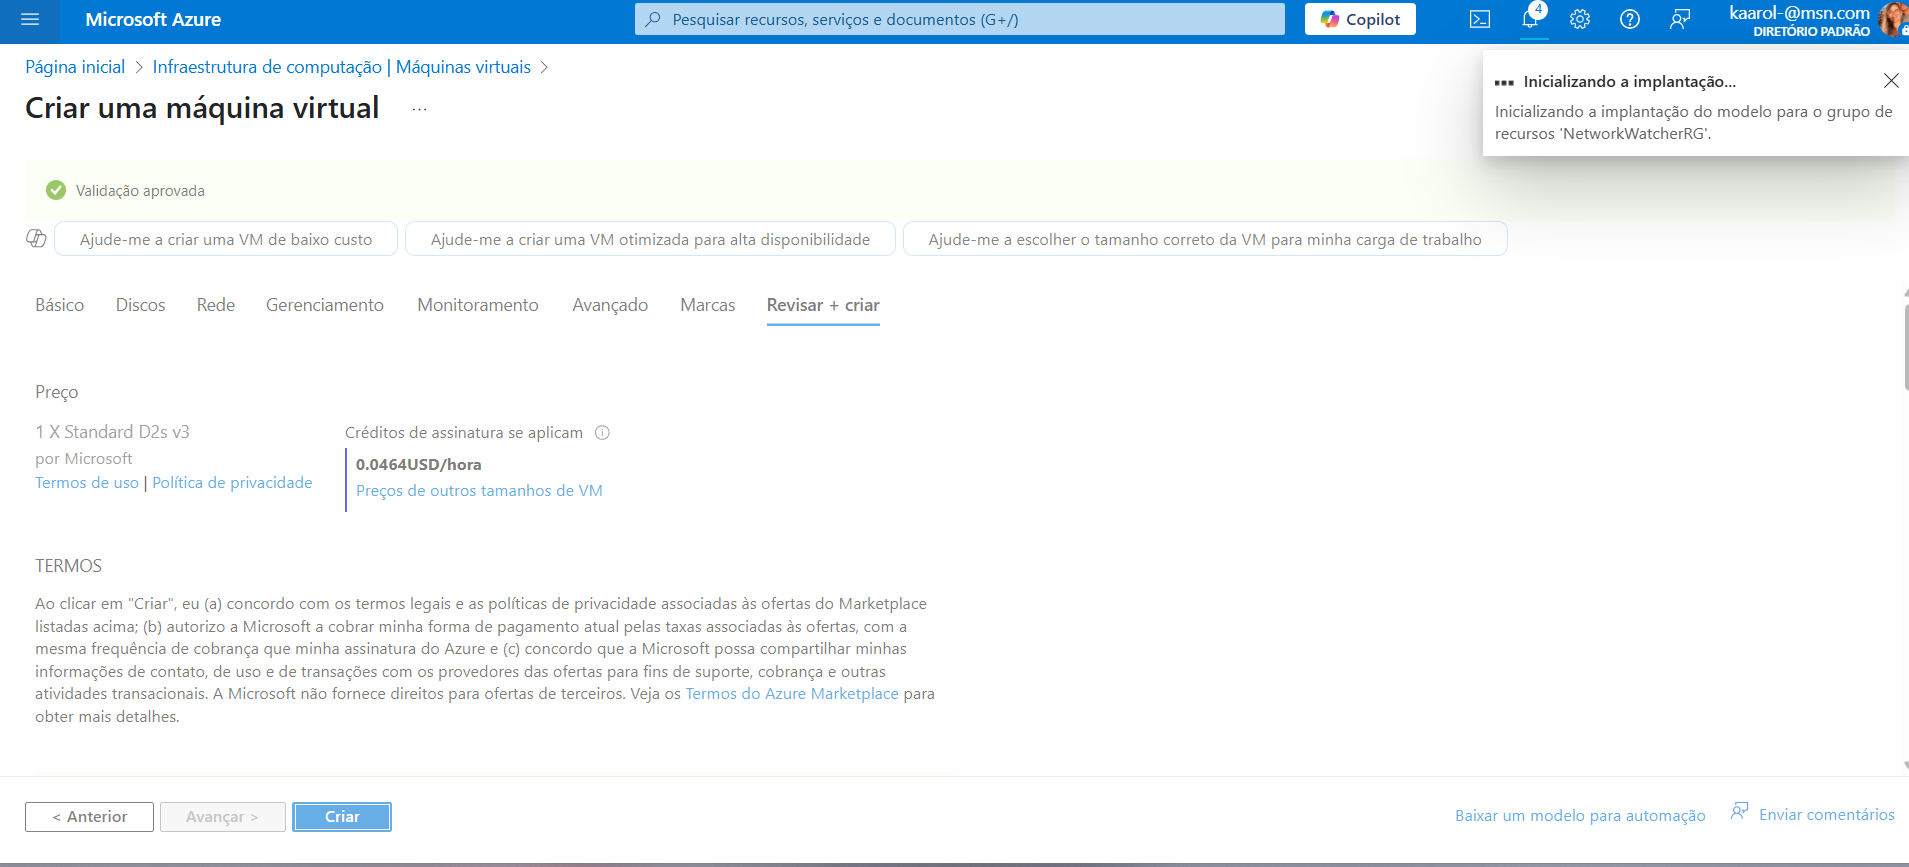 Microsoft Azure
Pesquisar recursos, serviços e documentos (G+/)
Copilot
4
kaarol-@msn.com
DIRETÓRIO PADRÃO
Página inicial > Infraestrutura de computação | Máquinas virtuais >
Criar uma máquina virtual ...
Inicializando a implantação...
Inicializando a implantação do modelo para o grupo de
recursos 'NetworkWatcherRG'.
Validação aprovada
Ajude-me a criar uma VM de baixo custo
Ajude-me a criar uma VM otimizada para alta disponibilidade
Ajude-me a escolher o tamanho correto da VM para minha carga de trabalho
Básico Discos Rede Gerenciamento Monitoramento Avançado Marcas Revisar + criar
Preço
1 X Standard D2s v3
por Microsoft
Termos de uso | Política de privacidade
Créditos de assinatura se aplicam
0.0464USD/hora
Preços de outros tamanhos de VM
TERMOS
Ao clicar em "Criar", eu (a) concordo com os termos legais e as políticas de privacidade associadas às ofertas do Marketplace
listadas acima; (b) autorizo a Microsoft a cobrar minha forma de pagamento atual pelas taxas associadas às ofertas, com a
mesma frequência de cobrança que minha assinatura do Azure e (c) concordo que a Microsoft possa compartilhar minhas
informações de contato, de uso e de transações com os provedores das ofertas para fins de suporte, cobrança e outras
atividades transacionais. A Microsoft não fornece direitos para ofertas de terceiros. Veja os Termos do Azure Marketplace para
obter mais detalhes.
< Anterior
Avançar >
Criar
Baixar um modelo para automação
Enviar comentários